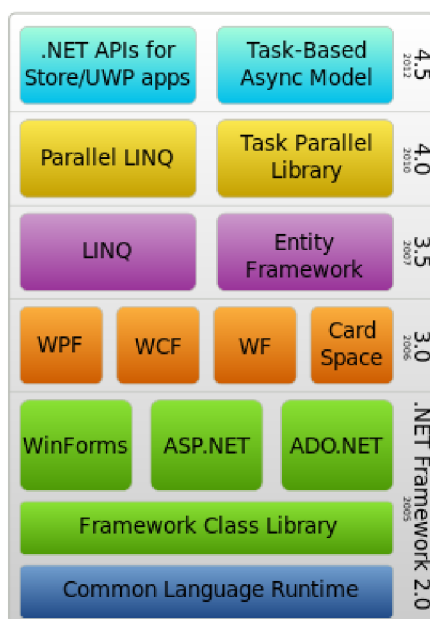 .NET APIs for
Store/UWP apps
Task-Based
Async Model
4.5
2012
Parallel LINQ
Task Parallel
Library
4.0
2010
LINQ
Entity
Framework
3.5
2007
WPF
WCF
WF
Card
Space
3.0
2006
WinForms
ASP.NET
ADO.NET
Framework Class Library
Common Language Runtime
.NET Framework 2.0
2005